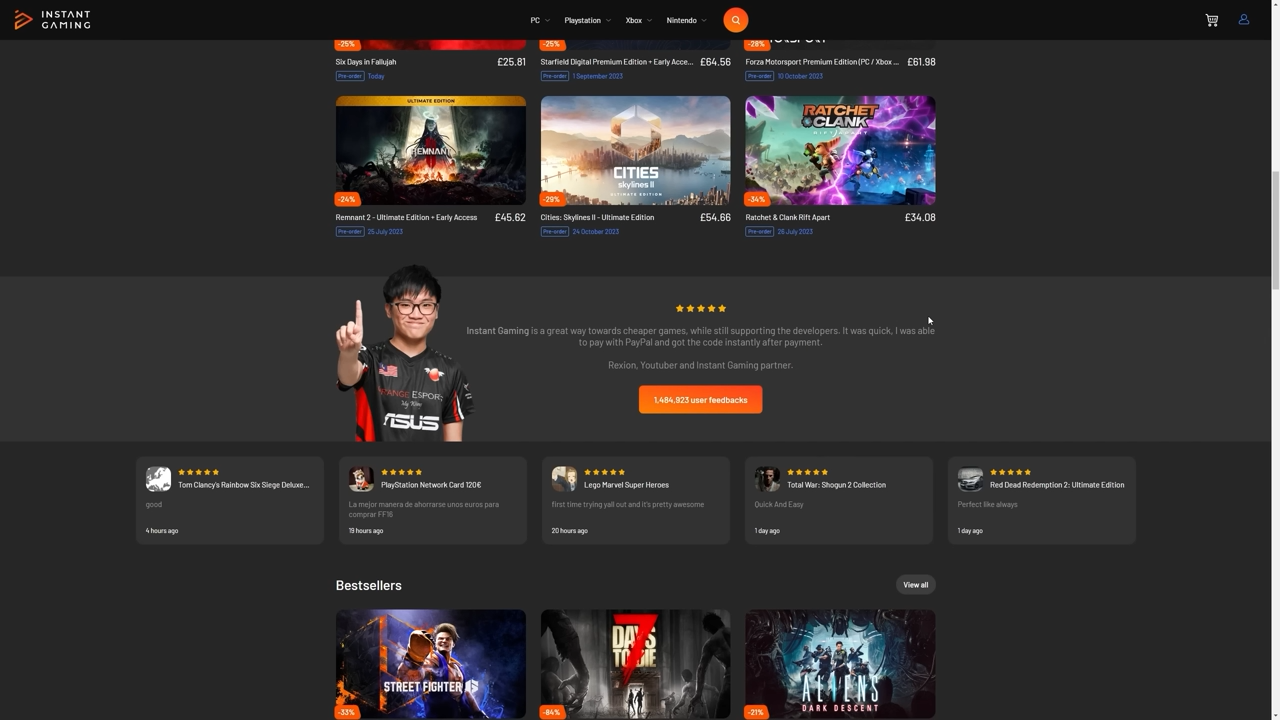 INSTANT
GAMING
PC
Playstation
Xbox
Nintendo
-25%
-25%
-28%
Six Days in Fallujah
£25.81
Starfield Digital Premium Edition + Early Acce...
£64.56
Forza Motorsport Premium Edition (PC / Xbox ...
£61.98
Pre-order
Today
Pre-order
1 September 2023
Pre-order
10 October 2023
ULTIMATE EDITION
REMNANT
CITIES
skylines II
ULTIMATE EDITION
RATCHET
CLANK
RIFT APART
-24%
-29%
-34%
Remnant 2 - Ultimate Edition + Early Access
£45.62
Cities: Skylines II - Ultimate Edition
£54.66
Ratchet & Clank Rift Apart
£34.08
Pre-order
25 July 2023
Pre-order
24 October 2023
Pre-order
26 July 2023
Instant Gaming is a great way towards cheaper games, while still supporting the developers. It was quick, I was able
to pay with PayPal and got the code instantly after payment.
Rexion, Youtuber and Instant Gaming partner.
1,484,923 user feedbacks
ASUS
Tom Clancy's Rainbow Six Siege Deluxe...
good
4 hours ago
PlayStation Network Card 120€
La mejor manera de ahorrarse unos euros para
comprar FF16
19 hours ago
Lego Marvel Super Heroes
first time trying yall out and it's pretty awesome
20 hours ago
Total War: Shogun 2 Collection
Quick And Easy
1 day ago
Red Dead Redemption 2: Ultimate Edition
Perfect like always
1 day ago
Bestsellers
View all
STREET FIGHTER 6
7
DAYS
TO DIE
ALIENS
DARK DESCENT
-33%
-84%
-21%